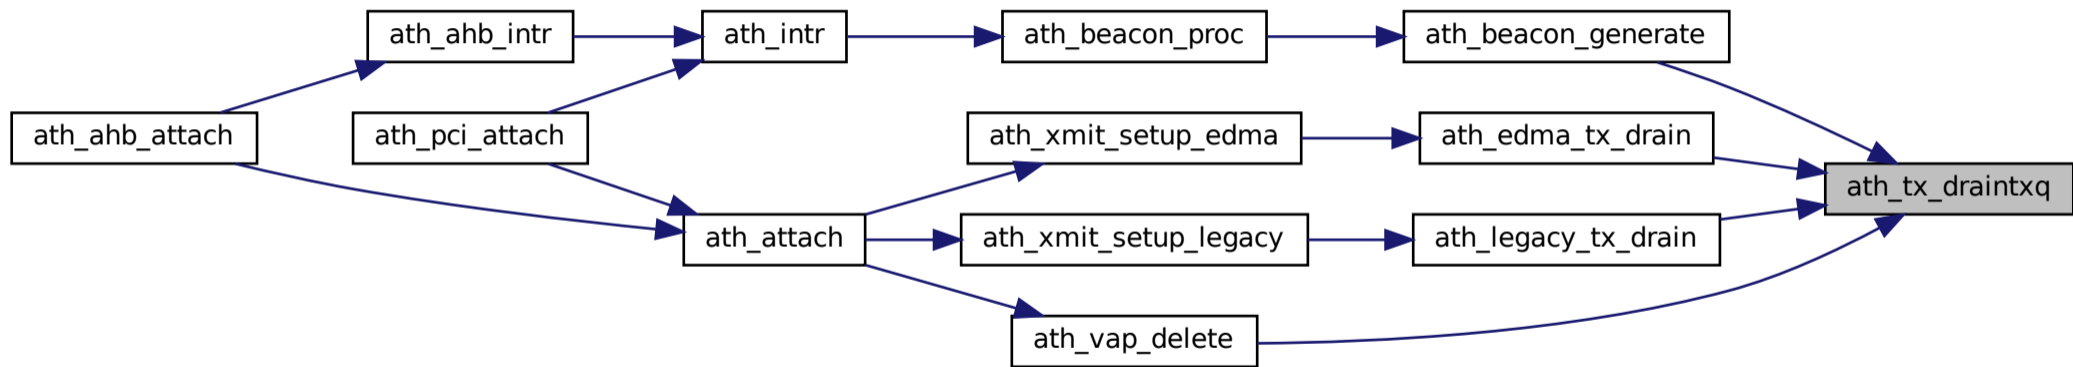 ath_ahb_intr
ath_intr
ath_beacon_proc
ath_beacon_generate
ath_ahb_attach
ath_pci_attach
ath_xmit_setup_edma
ath_edma_tx_drain
ath_tx_draintxq
ath_attach
ath_xmit_setup_legacy
ath_legacy_tx_drain
ath_vap_delete